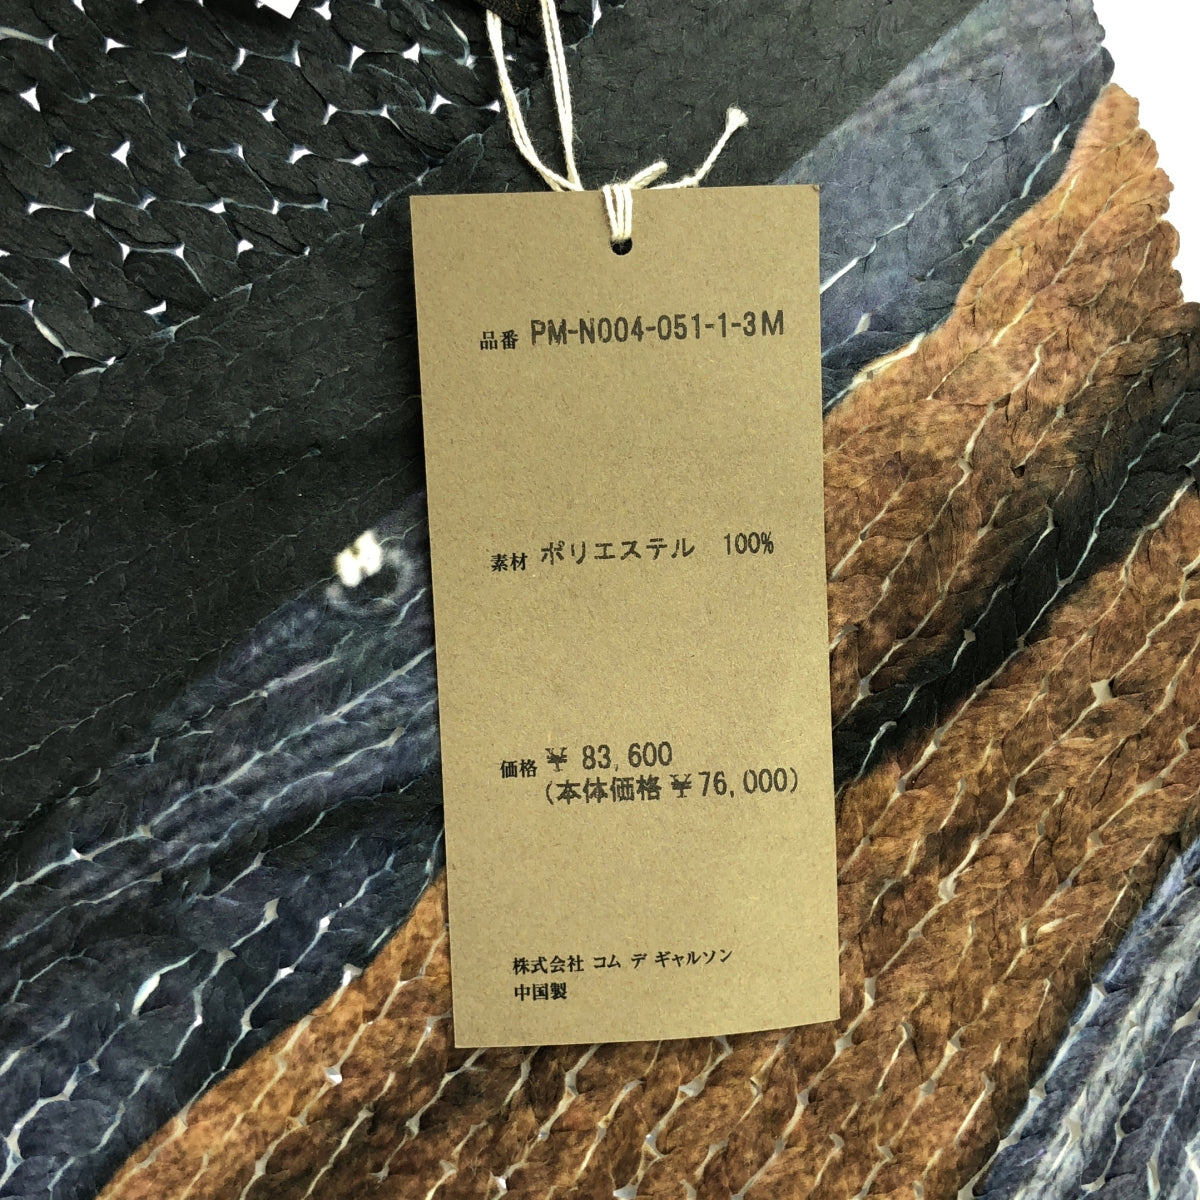 品番 PM-N004-051-1-3M
素材 ポリエステル 100%
価格 ¥ 83,600
(本体価格 ¥ 76,000)
株式会社 コム デ ギャルソン
中国製